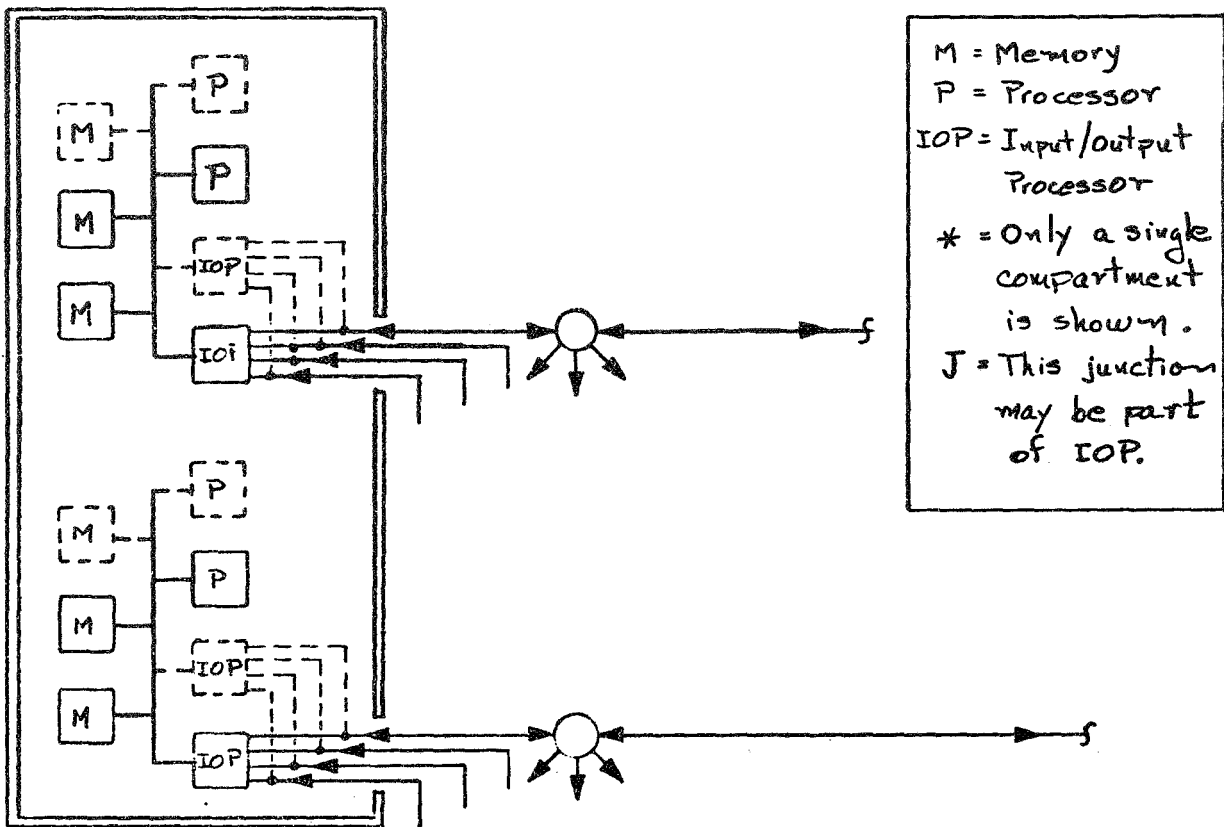 P
M
P
M
IOP
M
IOi
P
M
P
M
IOP
M
IOP
M = Memory
P = Processor
IOP = Input/Output
Processor
* = Only a single
compartment
is shown.
J = This junction
may be part
of IOP.